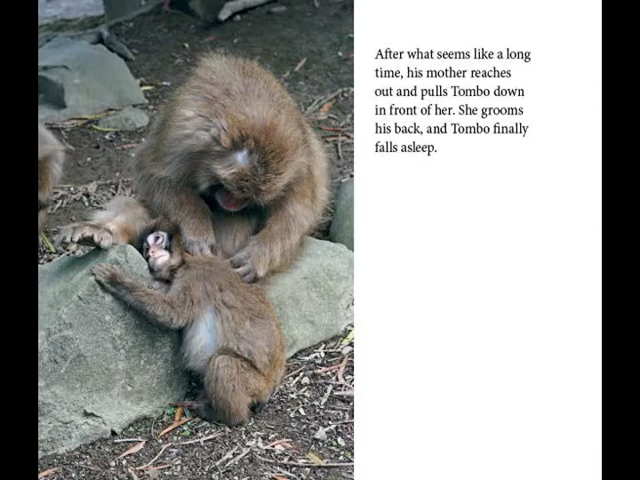 After what seems like a long
time, his mother reaches
out and pulls Tombo down
in front of her. She grooms
his back, and Tombo finally
falls asleep.